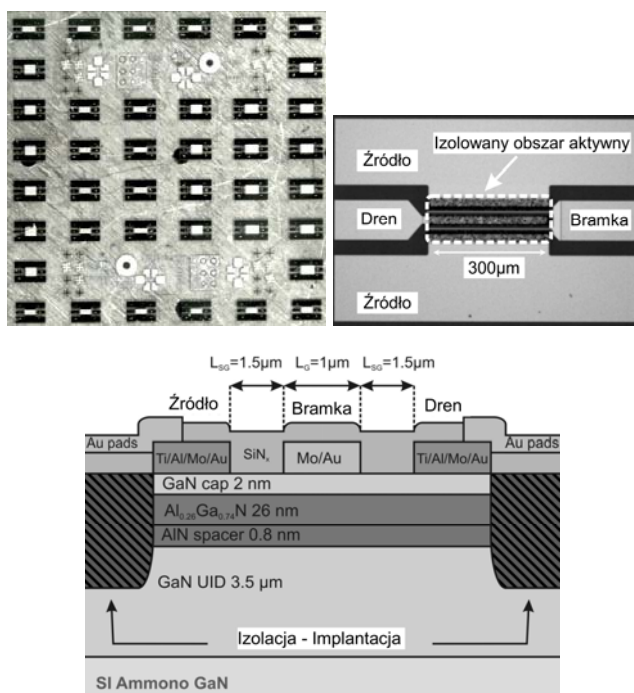 Źródło
Izolowany obszar aktywny
Dren
Bramka
300µm
Źródło
L_SG=1.5µm L_G=1µm L_SG=1.5µm
Źródło Bramka Dren
Au pads Ti/Al/Mo/Au SiNₓ Mo/Au Ti/Al/Mo/Au Au pads
GaN cap 2 nm
Al₀.₂₆Ga₀.₇₄N 26 nm
AlN spacer 0.8 nm
GaN UID 3.5 µm
Izolacja - Implantacja
SI Ammono GaN